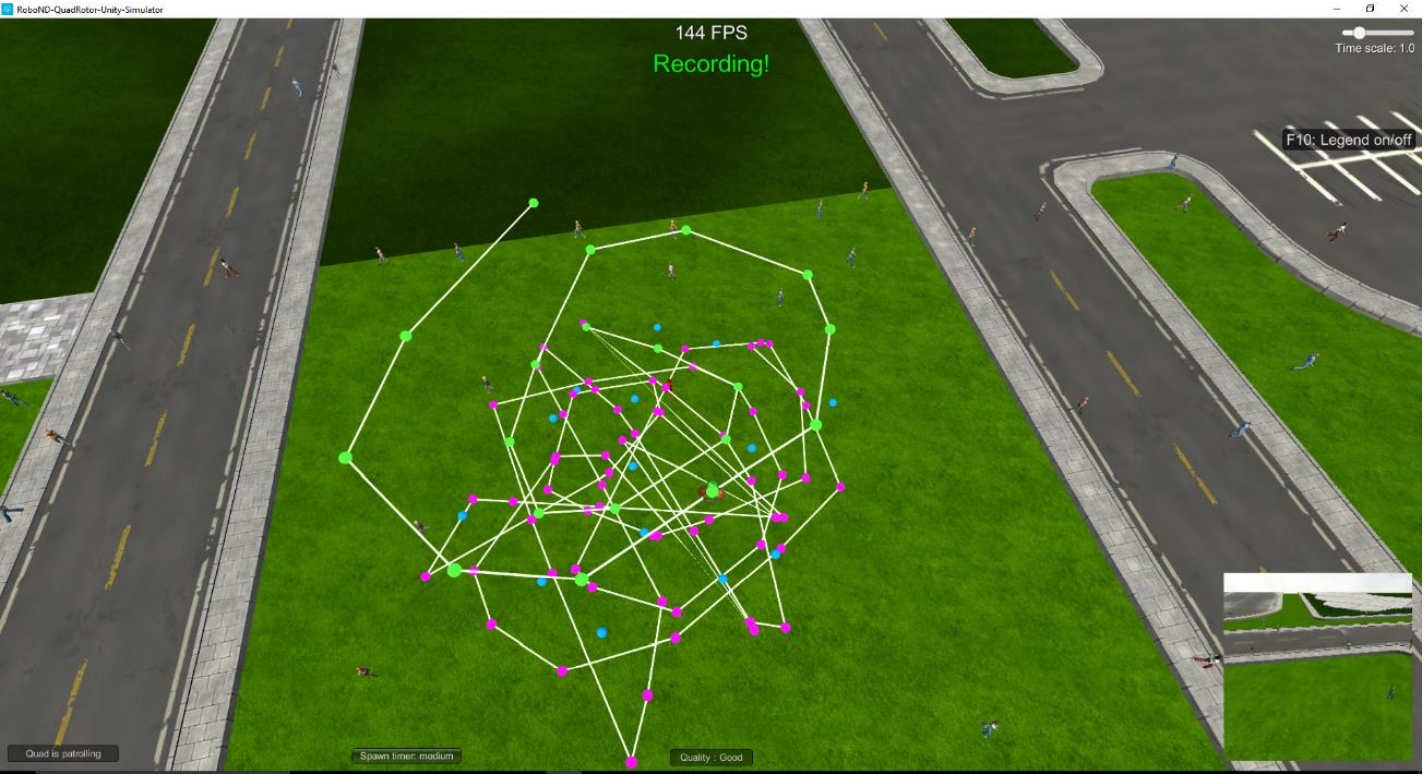 RoboND-QuadRotor-Unity-Simulator
144 FPS
Recording!
Time scale: 1.0
F10: Legend on/off
Quad is patrolling
Spawn timer: medium
Quality : Good